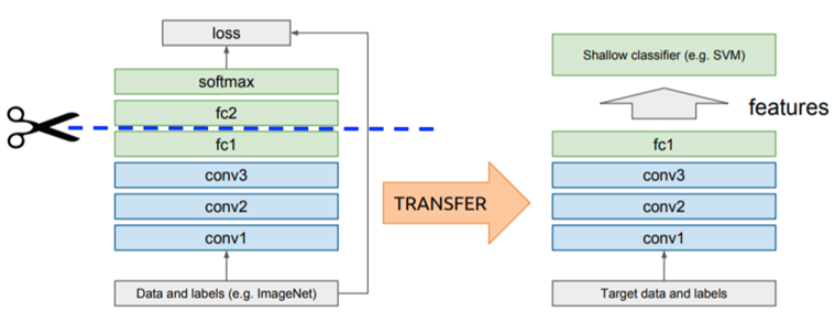 loss
softmax
fc2
fc1
conv3
conv2
conv1
Data and labels (e.g. ImageNet)
TRANSFER
Shallow classifier (e.g. SVM)
features
fc1
conv3
conv2
conv1
Target data and labels